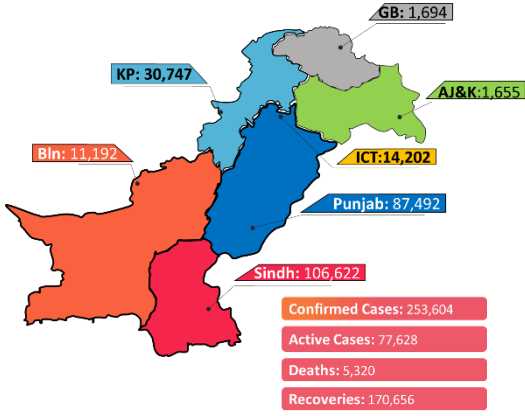 GB: 1,694
KP: 30,747
AJ&K:1,655
Bln: 11,192
ICT:14,202
Punjab: 87,492
Sindh: 106,622
Confirmed Cases: 253,604
Active Cases: 77,628
Deaths: 5,320
Recoveries: 170,656